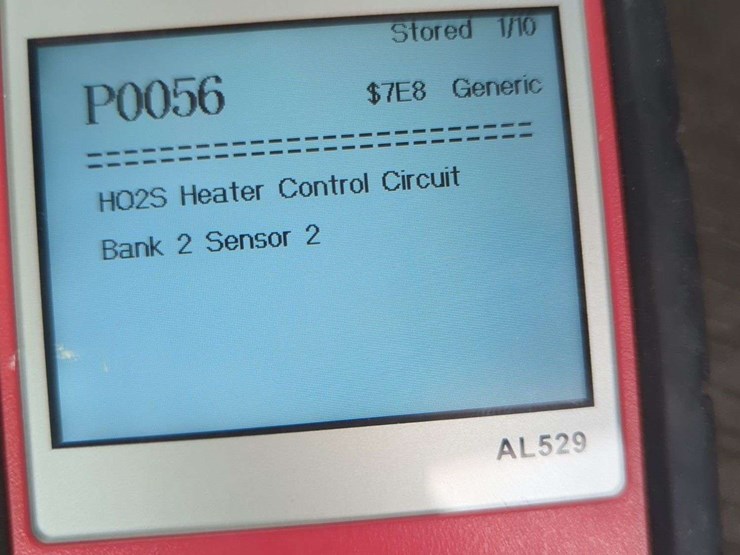 Stored 1/10
P0056 $7E8 Generic
==============================
HO2S Heater Control Circuit
Bank 2 Sensor 2
AL529